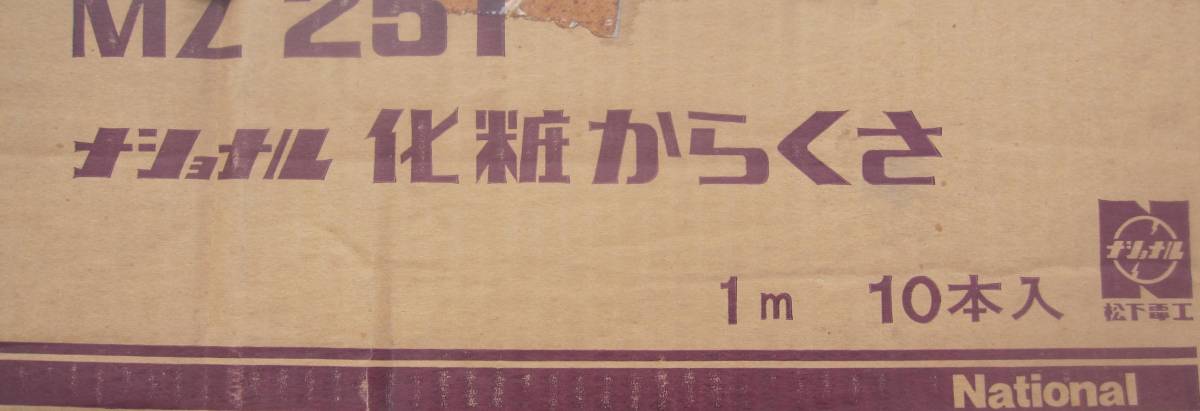 MZ 251
ナショナル 化粧からくさ
1m 10本入
ナショナル
松下電工
National